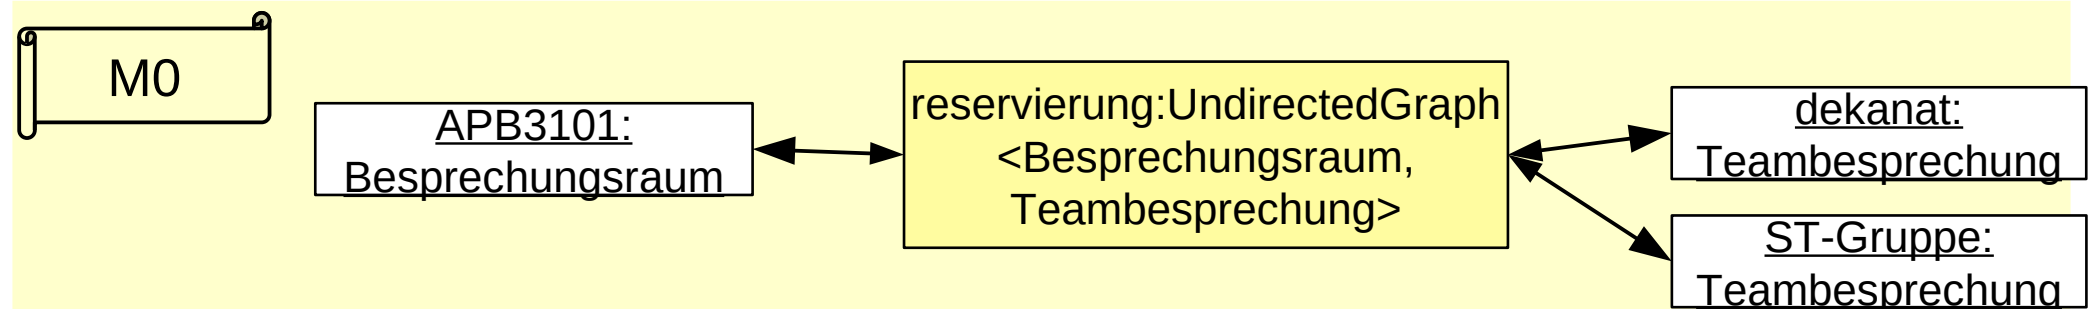 M0
APB3101:
Besprechungsraum
reservierung:UndirectedGraph
<Besprechungsraum,
Teambesprechung>
dekanat:
Teambesprechung
ST-Gruppe:
Teambesprechung